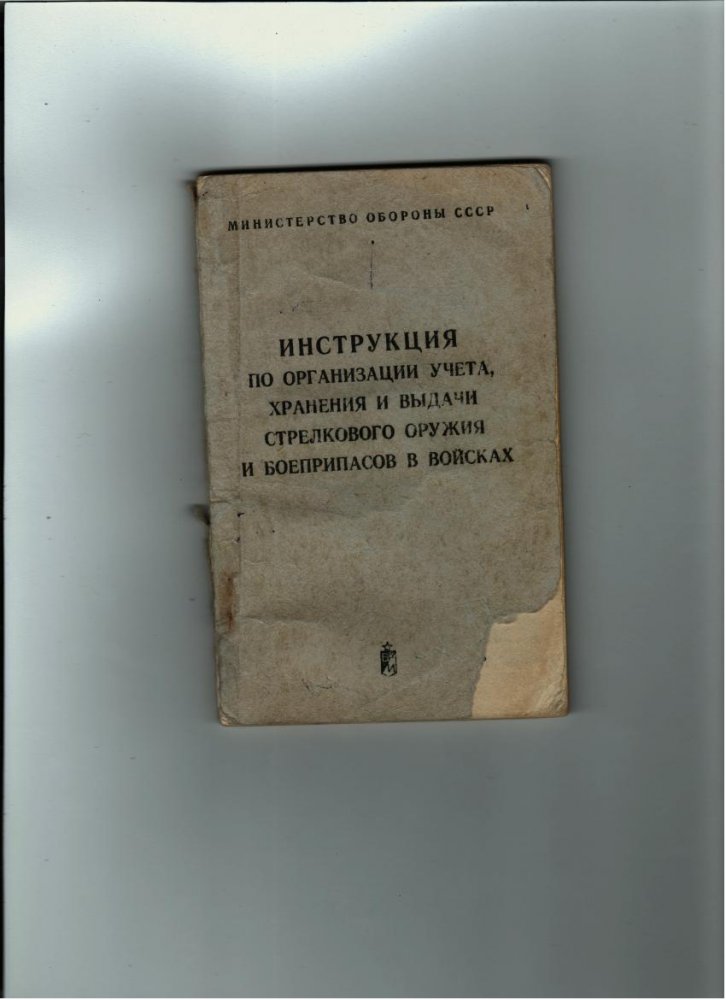 МИНИСТЕРСТВО ОБОРОНЫ СССР
ИНСТРУКЦИЯ
ПО ОРГАНИЗАЦИИ УЧЕТА,
ХРАНЕНИЯ И ВЫДАЧИ
СТРЕЛКОВОГО ОРУЖИЯ
И БОЕПРИПАСОВ В ВОЙСКАХ